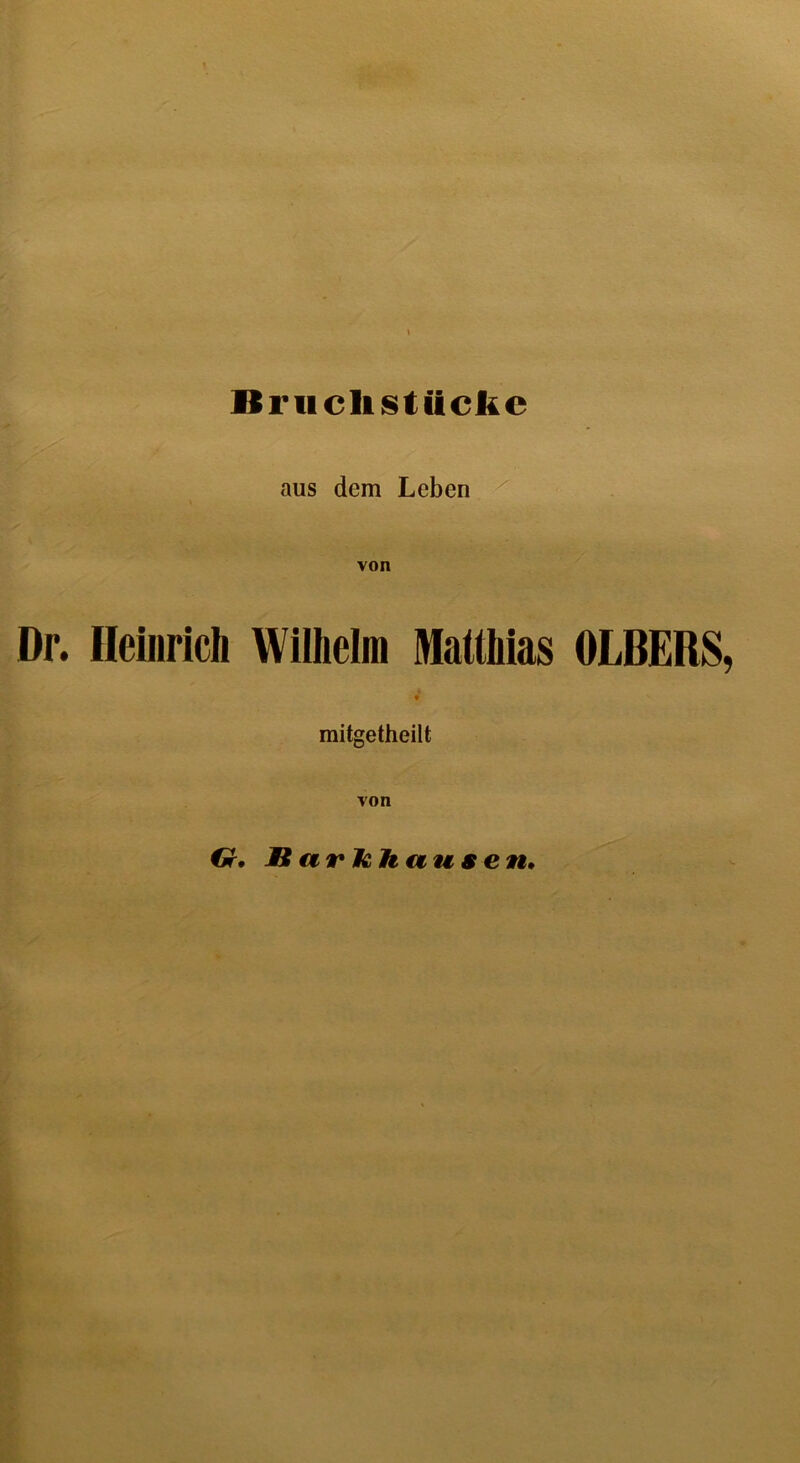 Bruchstücke
aus dem Leben
von
Dr. Heinrich Wilhelm Matthias OLBERS,
mitgetheilt
von
G. Barkhausen.